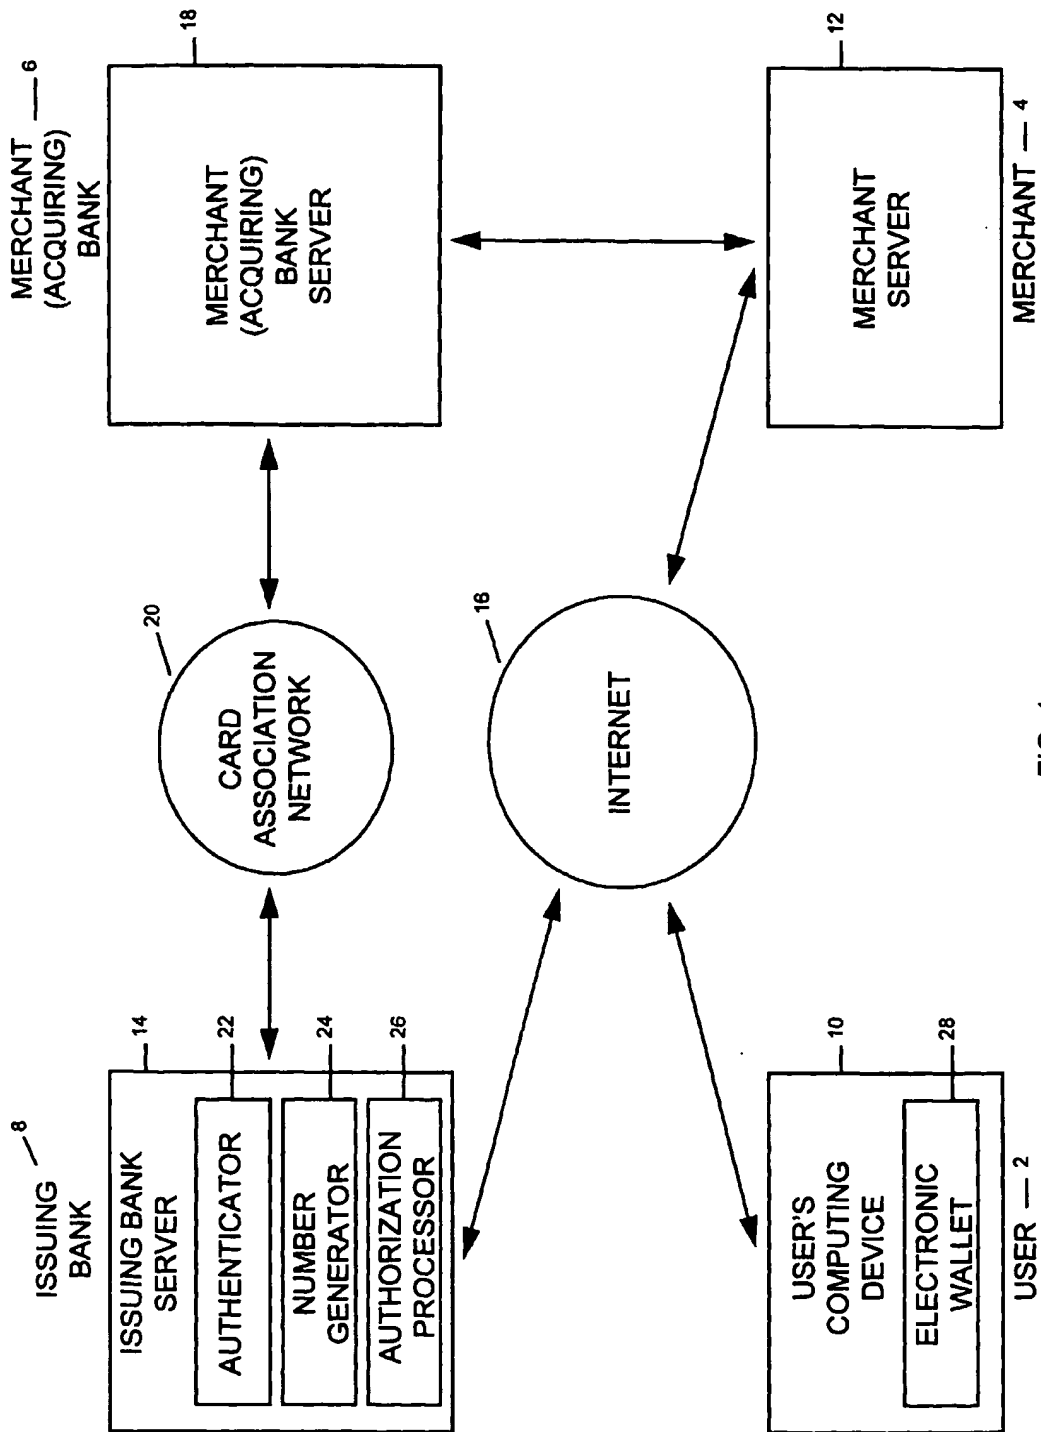 ISSUING
BANK
8
ISSUING BANK
SERVER
14
AUTHENTICATOR
22
NUMBER
GENERATOR
24
AUTHORIZATION
PROCESSOR
26
CARD
ASSOCIATION
NETWORK
20
MERCHANT
(ACQUIRING)
BANK
6
MERCHANT
(ACQUIRING)
BANK
SERVER
18
INTERNET
16
USER'S
COMPUTING
DEVICE
10
ELECTRONIC
WALLET
28
USER 2
MERCHANT
SERVER
12
MERCHANT 4